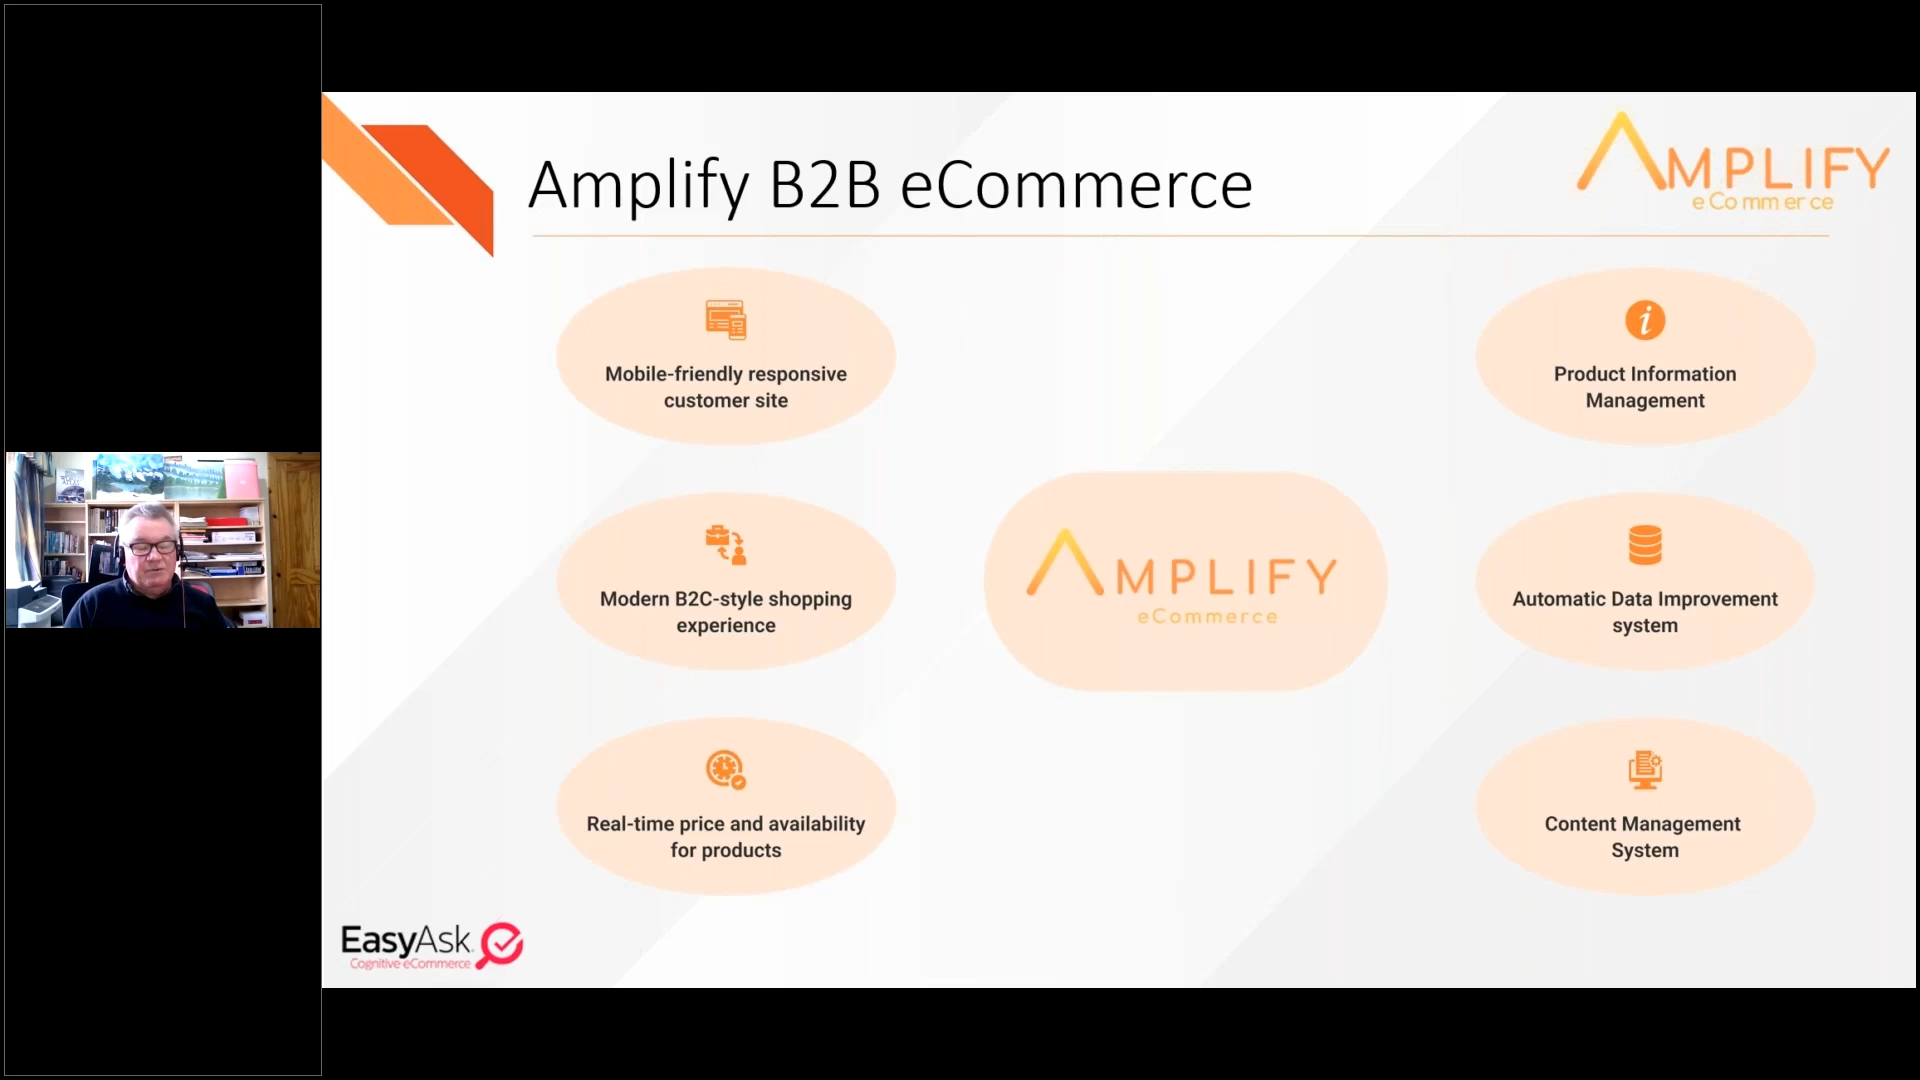 Amplify B2B eCommerce
AMPLIFY
eCommerce
Mobile-friendly responsive
customer site
Product Information
Management
Modern B2C-style shopping
experience
AMPLIFY
eCommerce
Automatic Data Improvement
system
Real-time price and availability
for products
Content Management
System
EasyAsk
Cognitive eCommerce